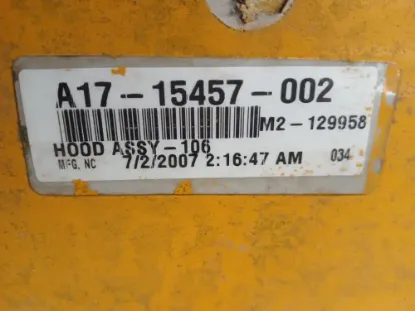 A17-15457-002
M2-129958
HOOD ASSY-106
MFG. NC 7/2/2007 2:16:47 AM 034